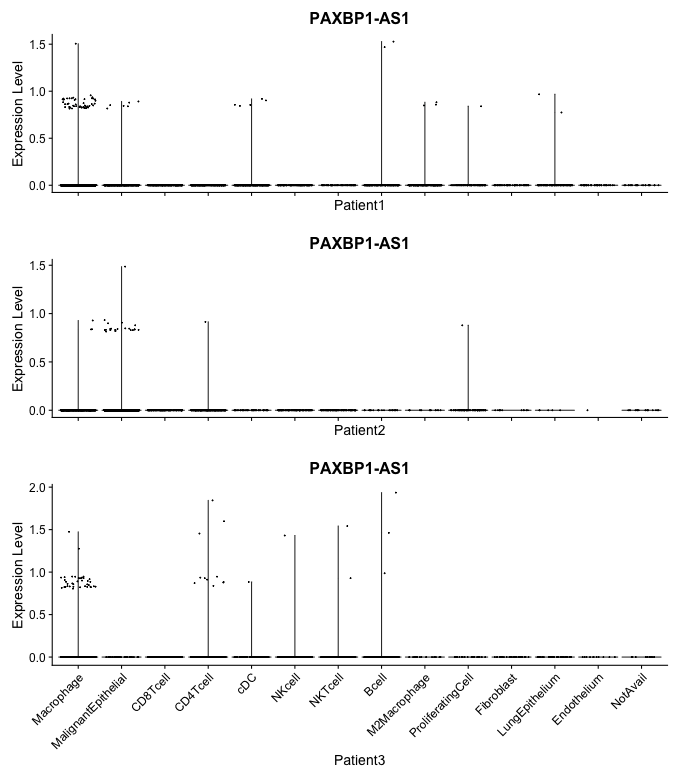 PAXBP1-AS1
Expression Level
1.5
1.0
0.5
0.0
Patient1
PAXBP1-AS1
Expression Level
1.5
1.0
0.5
0.0
Patient2
PAXBP1-AS1
Expression Level
2.0
1.5
1.0
0.5
0.0
Macrophage
MalignantEpithelial
CD8Tcell
CD4Tcell
cDC
NKcell
NKTcell
Bcell
M2Macrophage
ProliferatingCell
Fibroblast
LungEpithelium
Endothelium
NotAvail
Patient3